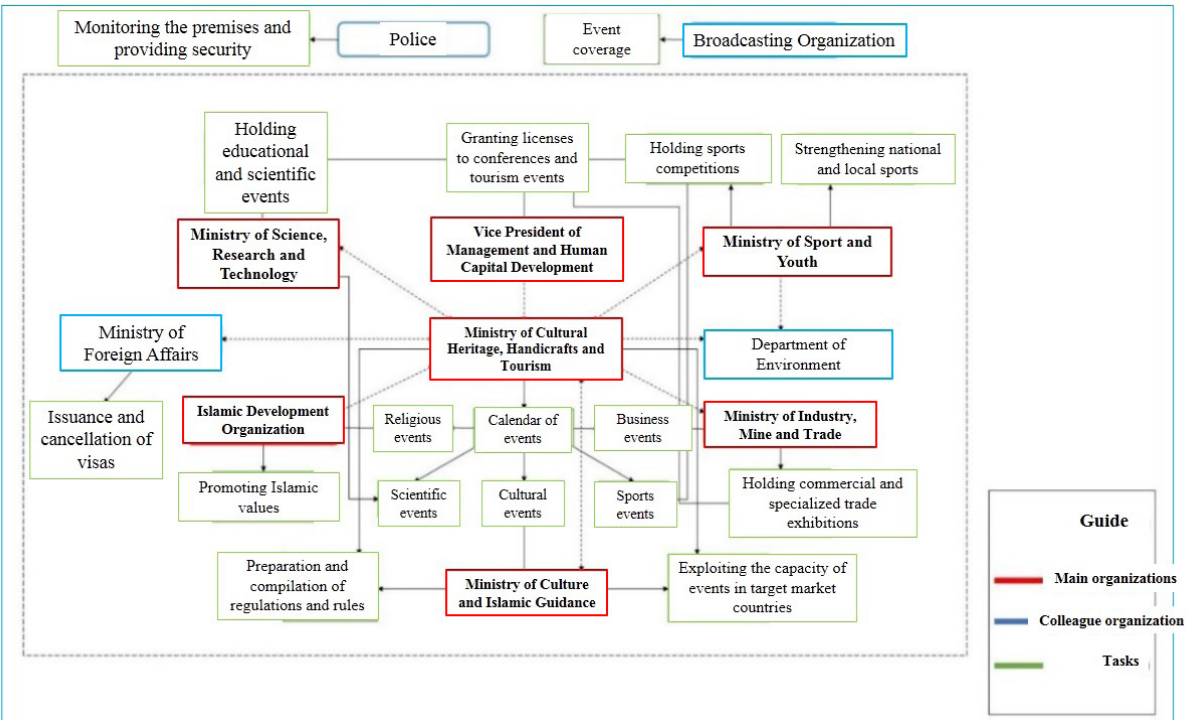 Monitoring the premises and
providing security
Police
Event
coverage
Broadcasting Organization
Holding
educational
and scientific
events
Granting licenses
to conferences and
tourism events
Holding sports
competitions
Strengthening national
and local sports
Ministry of Science,
Research and
Technology
Vice President of
Management and Human
Capital Development
Ministry of Sport and
Youth
Ministry of
Foreign Affairs
Ministry of Cultural
Heritage, Handicrafts and
Tourism
Department of
Environment
Issuance and
cancellation of
visas
Islamic Development
Organization
Religious
events
Calendar of
events
Business
events
Ministry of Industry,
Mine and Trade
Promoting Islamic
values
Scientific
events
Cultural
events
Sports
events
Holding commercial and
specialized trade
exhibitions
Preparation and
compilation of
regulations and rules
Ministry of Culture
and Islamic Guidance
Exploiting the capacity of
events in target market
countries
Guide
Main organizations
Colleague organization
Tasks